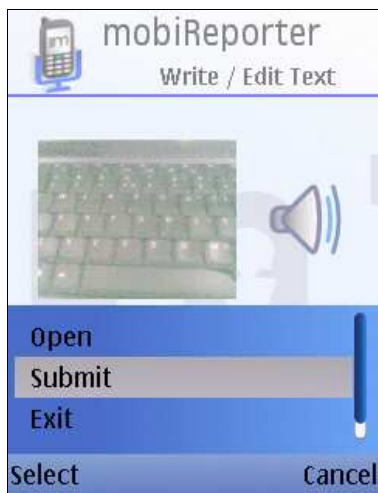 mobiReporter
Write / Edit Text
Open
Submit
Exit
Select Cancel